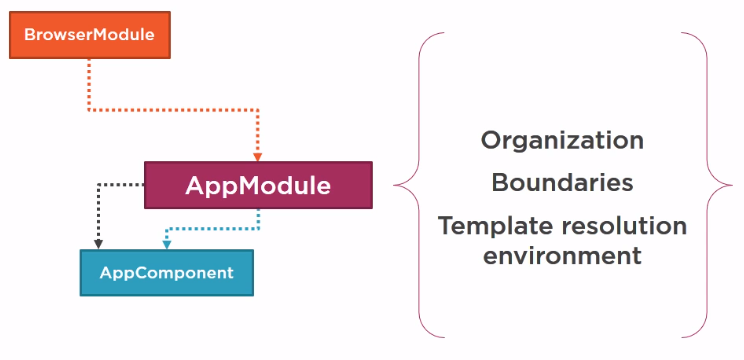 BrowserModule
AppModule
AppComponent
Organization
Boundaries
Template resolution
environment